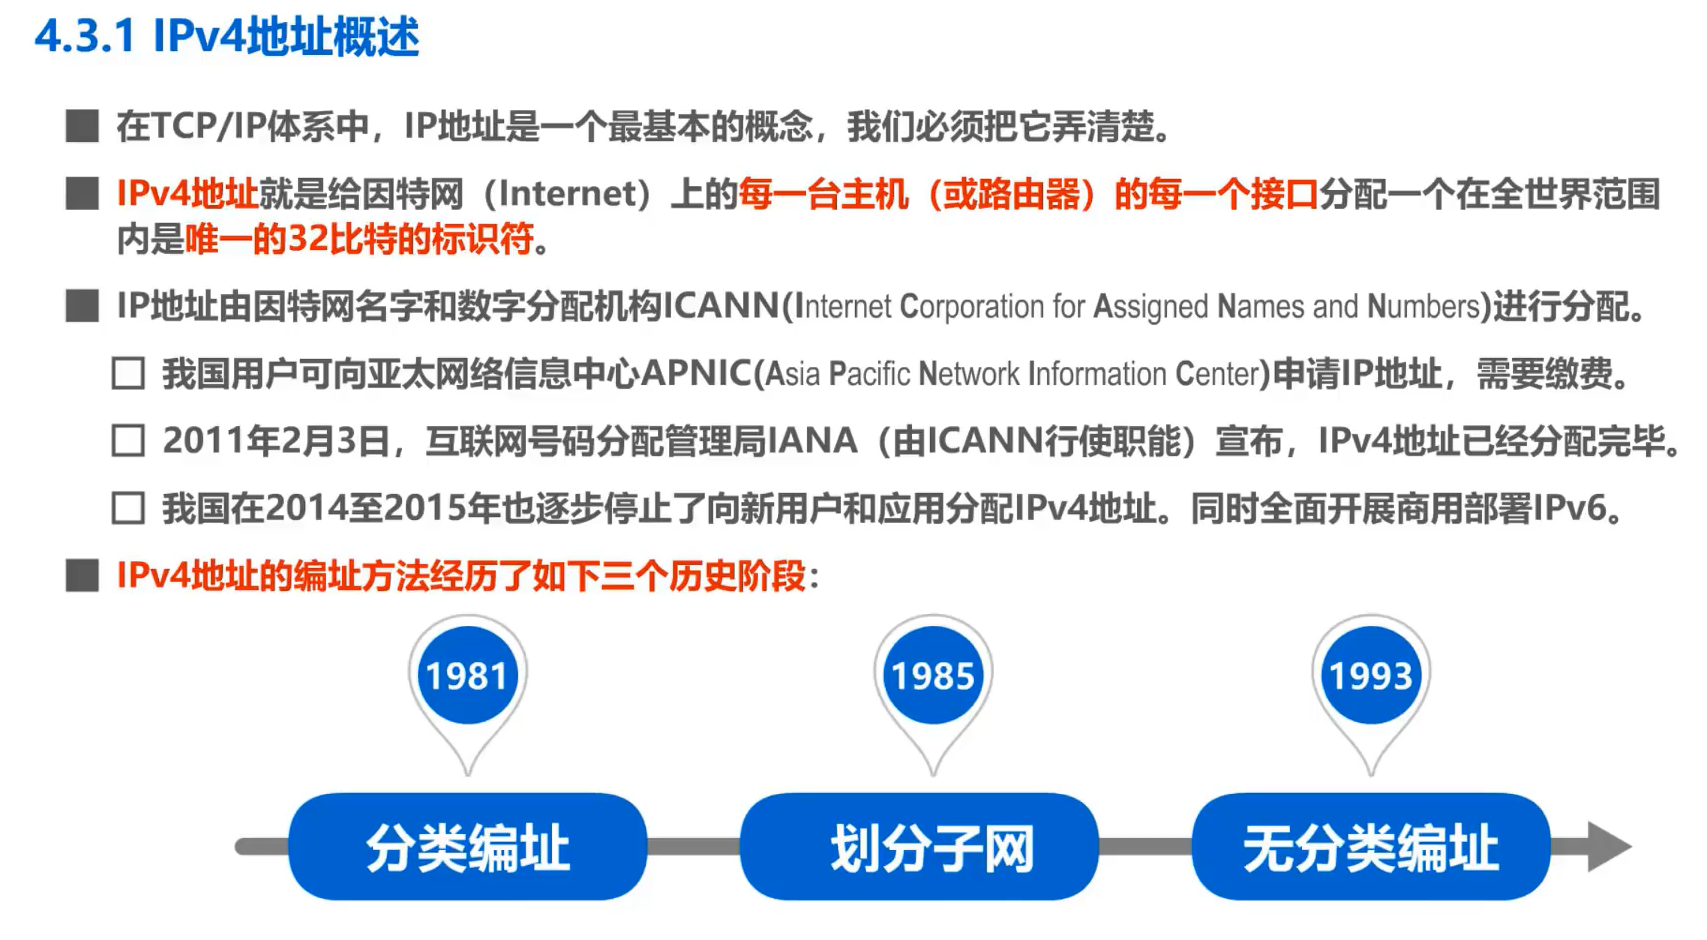 4.3.1 IPv4地址概述
在TCP/IP体系中，IP地址是一个最基本的概念，我们必须把它弄清楚。
IPv4地址就是给因特网（Internet）上的每一台主机（或路由器）的每一个接口分配一个在全世界范围
内是唯一的32比特的标识符。
IP地址由因特网名字和数字分配机构ICANN(Internet Corporation for Assigned Names and Numbers)进行分配。
我国用户可向亚太网络信息中心APNIC(Asia Pacific Network Information Center)申请IP地址，需要缴费。
2011年2月3日，互联网号码分配管理局IANA（由ICANN行使职能）宣布，IPv4地址已经分配完毕。
我国在2014至2015年也逐步停止了向新用户和应用分配IPv4地址。同时全面开展商用部署IPv6。
IPv4地址的编址方法经历了如下三个历史阶段：
1981 1985 1993
分类编址 划分子网 无分类编址